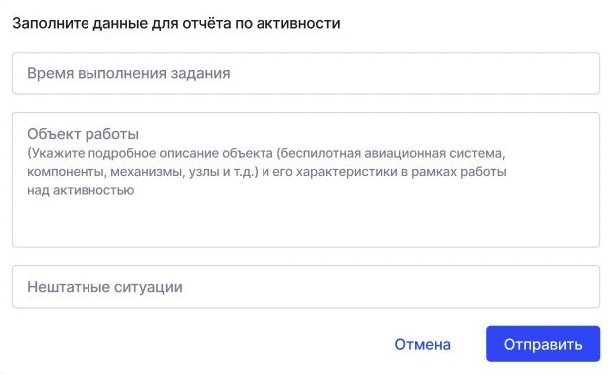 Заполните данные для отчёта по активности
Время выполнения задания
Объект работы
(Укажите подробное описание объекта (беспилотная авиационная система,
компоненты, механизмы, узлы и т.д.) и его характеристики в рамках работы
над активностью
Нештатные ситуации
Отмена
Отправить